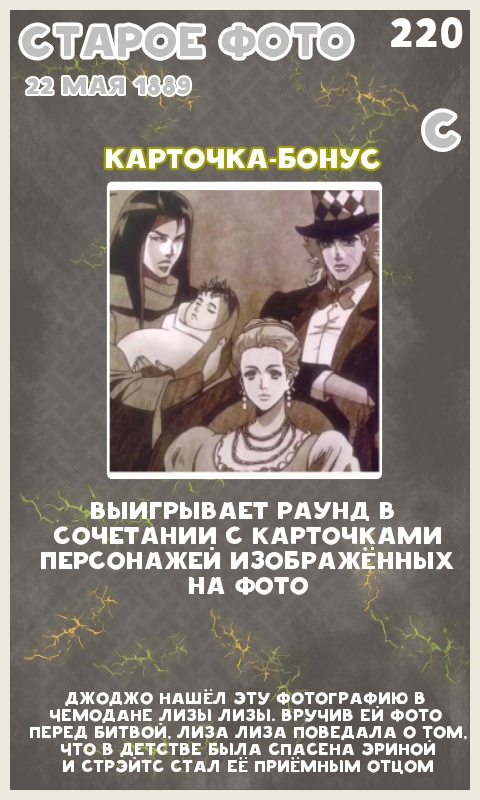 СТАРОЕ ФОТО
220
22 МАЯ 1889
С
КАРТОЧКА-БОНУС
ВЫИГРЫВАЕТ РАУНД В
СОЧЕТАНИИ С КАРТОЧКАМИ
ПЕРСОНАЖЕЙ ИЗОБРАЖЁННЫХ
НА ФОТО
ДЖОДЖО НАШЁЛ ЭТУ ФОТОГРАФИЮ В
ЧЕМОДАНЕ ЛИЗЫ ЛИЗЫ. ВРУЧИВ ЕЙ ФОТО
ПЕРЕД БИТВОЙ, ЛИЗА ЛИЗА ПОВЕДАЛА О ТОМ,
ЧТО В ДЕТСТВЕ БЫЛА СПАСЕНА ЭРИНОЙ
И СТРЭЙТС СТАЛ ЕЁ ПРИЁМНЫМ ОТЦОМ